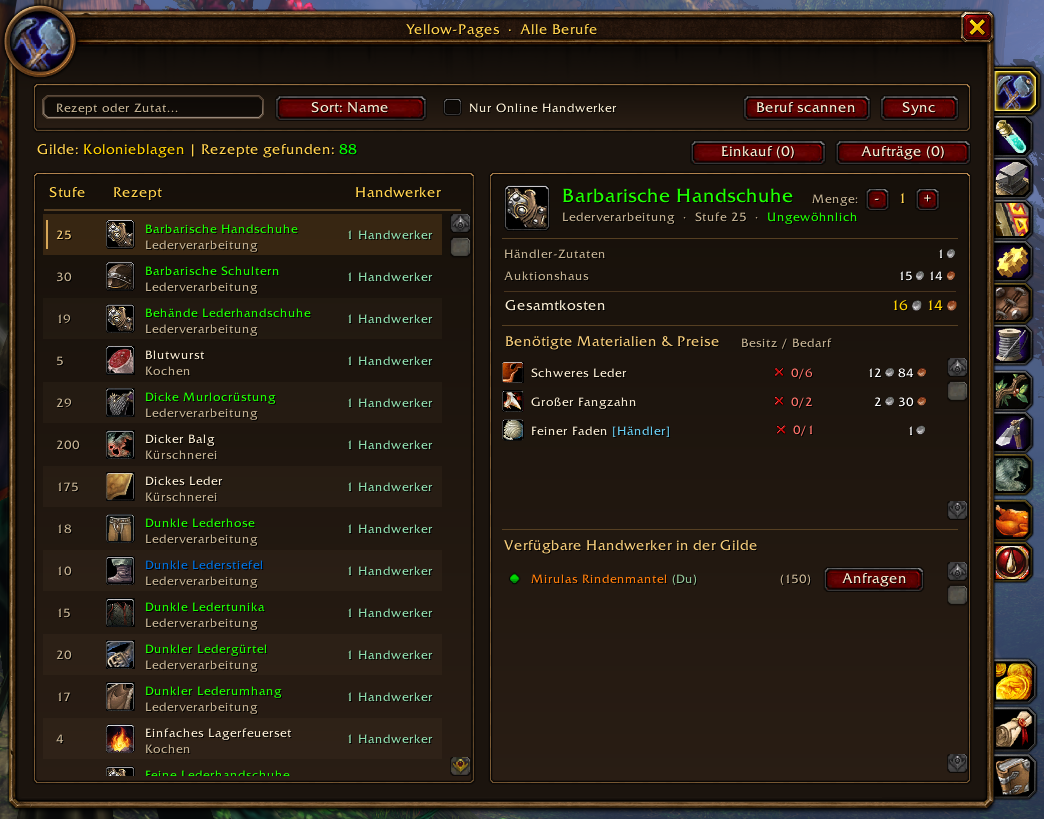 Yellow-Pages · Alle Berufe
Rezept oder Zutat...
Sort: Name
Nur Online Handwerker
Beruf scannen
Sync
Gilde: Kolonieblagen | Rezepte gefunden: 88
Einkauf (0)
Aufträge (0)
Stufe Rezept Handwerker
25 Barbarische Handschuhe 1 Handwerker
Lederverarbeitung
30 Barbarische Schultern 1 Handwerker
Lederverarbeitung
19 Behände Lederhandschuhe 1 Handwerker
Lederverarbeitung
5 Blutwurst 1 Handwerker
Kochen
29 Dicke Murlocrüstung 1 Handwerker
Lederverarbeitung
200 Dicker Balg 1 Handwerker
Kürschnerei
175 Dickes Leder 1 Handwerker
Kürschnerei
18 Dunkle Lederhose 1 Handwerker
Lederverarbeitung
10 Dunkle Lederstiefel 1 Handwerker
Lederverarbeitung
15 Dunkle Ledertunika 1 Handwerker
Lederverarbeitung
20 Dunkler Ledergürtel 1 Handwerker
Lederverarbeitung
17 Dunkler Lederumhang 1 Handwerker
Lederverarbeitung
4 Einfaches Lagerfeuerset 1 Handwerker
Kochen
Feine Lederhandschuhe
Barbarische Handschuhe Menge: - 1 +
Lederverarbeitung · Stufe 25 · Ungewöhnlich
Händler-Zutaten 1
Auktionshaus 15 14
Gesamtkosten 16 14
Benötigte Materialien & Preise Besitz / Bedarf
Schweres Leder 0/6 12 84
Großer Fangzahn 0/2 2 30
Feiner Faden [Händler] 0/1 1
Verfügbare Handwerker in der Gilde
Mirulas Rindenmantel (Du) (150) Anfragen